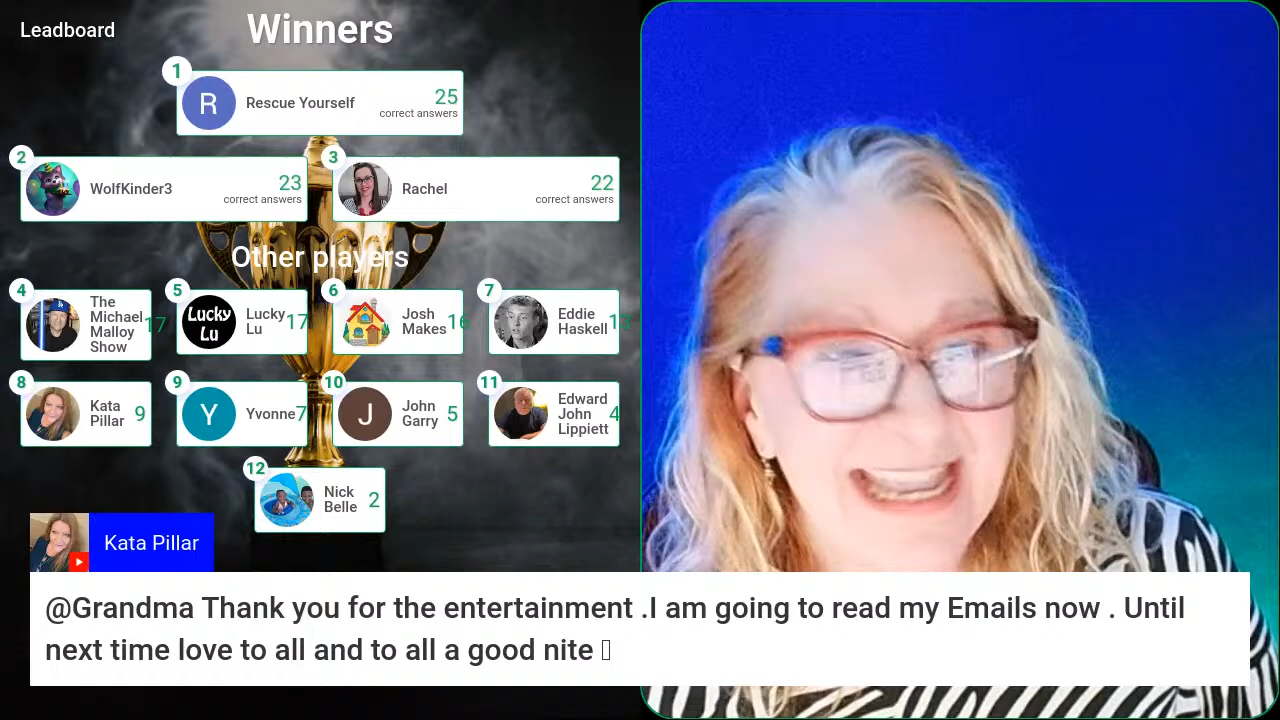 Leadboard
Winners
1
R
Rescue Yourself
25
correct answers
2
WolfKinder3
23
correct answers
3
Rachel
22
correct answers
Other players
4
The
Michael
Malloy
Show
17
5
Lucky
Lu
Lucky
Lu
17
6
Josh
Makes
16
7
Eddie
Haskell
8
Kata
Pillar
9
9
Y
Yvonne
7
10
J
John
Garry
5
11
Edward
John
Lippiett
4
12
Nick
Belle
2
Kata Pillar
@Grandma Thank you for the entertainment .I am going to read my Emails now . Until
next time love to all and to all a good nite